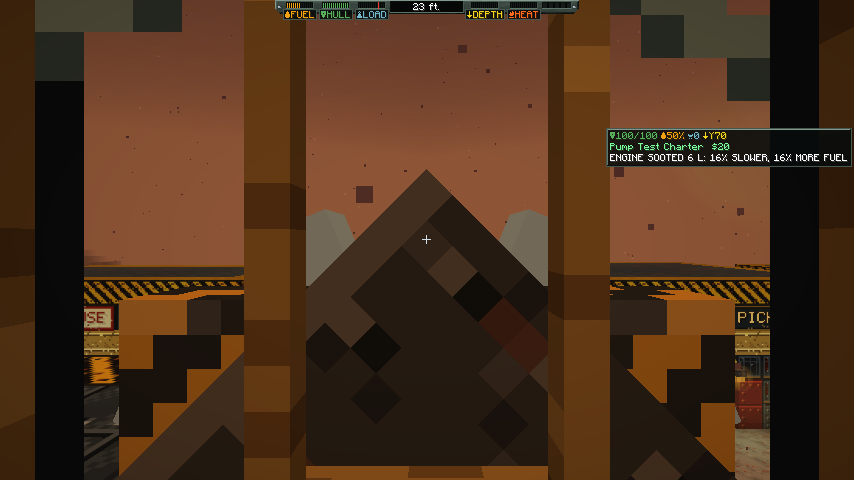 23 ft.
FUEL HULL LOAD DEPTH HEAT
100/100 50% 0 Y70
Pump Test Charter $20
ENGINE SOOTED 6 L: 16% SLOWER, 16% MORE FUEL
PICK